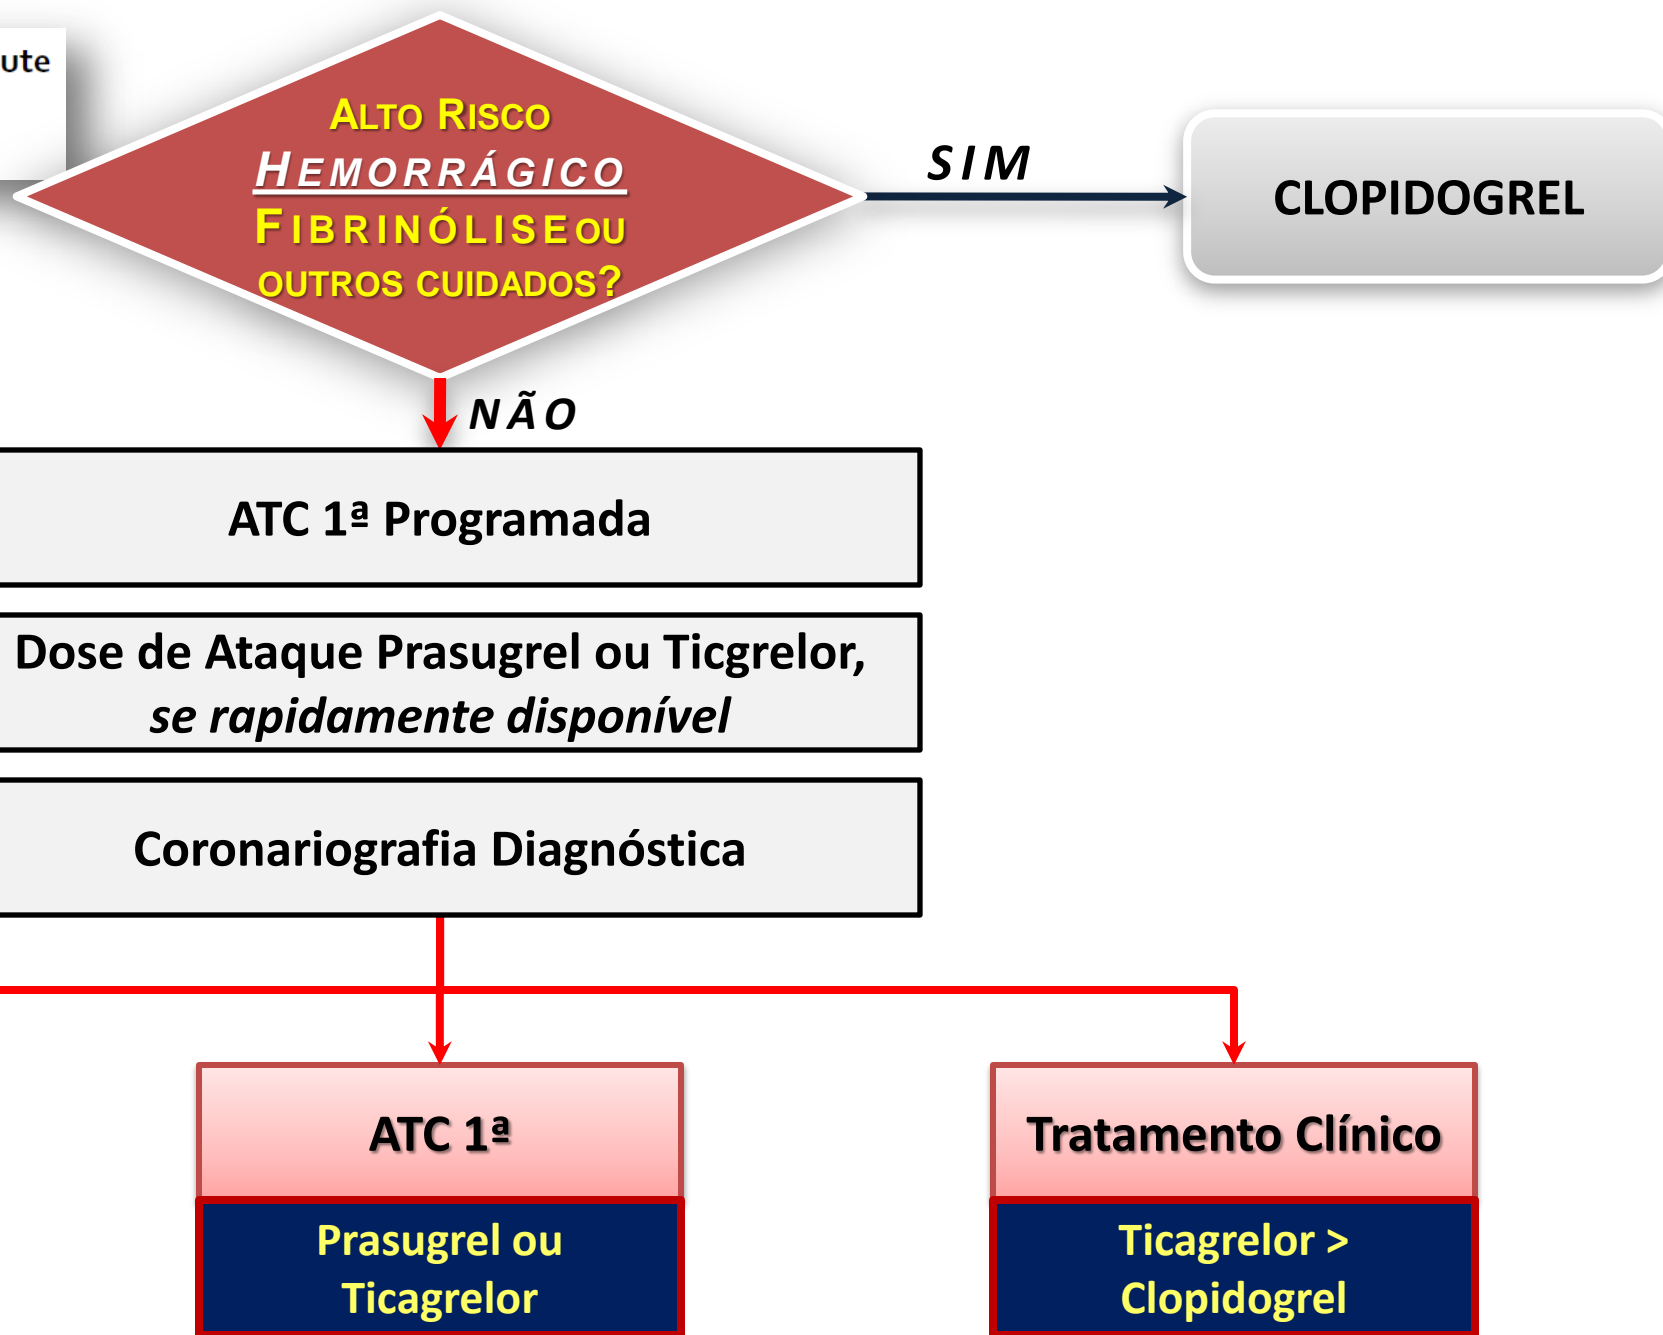 ute
ALTO RISCO
HEMORRÁGICO
FIBRINÓLISE OU
OUTROS CUIDADOS?
SIM
CLOPIDOGREL
NÃO
ATC 1ª Programada
Dose de Ataque Prasugrel ou Ticgrelor,
se rapidamente disponível
Coronariografia Diagnóstica
ATC 1ª
Tratamento Clínico
Prasugrel ou
Ticagrelor
Ticagrelor >
Clopidogrel